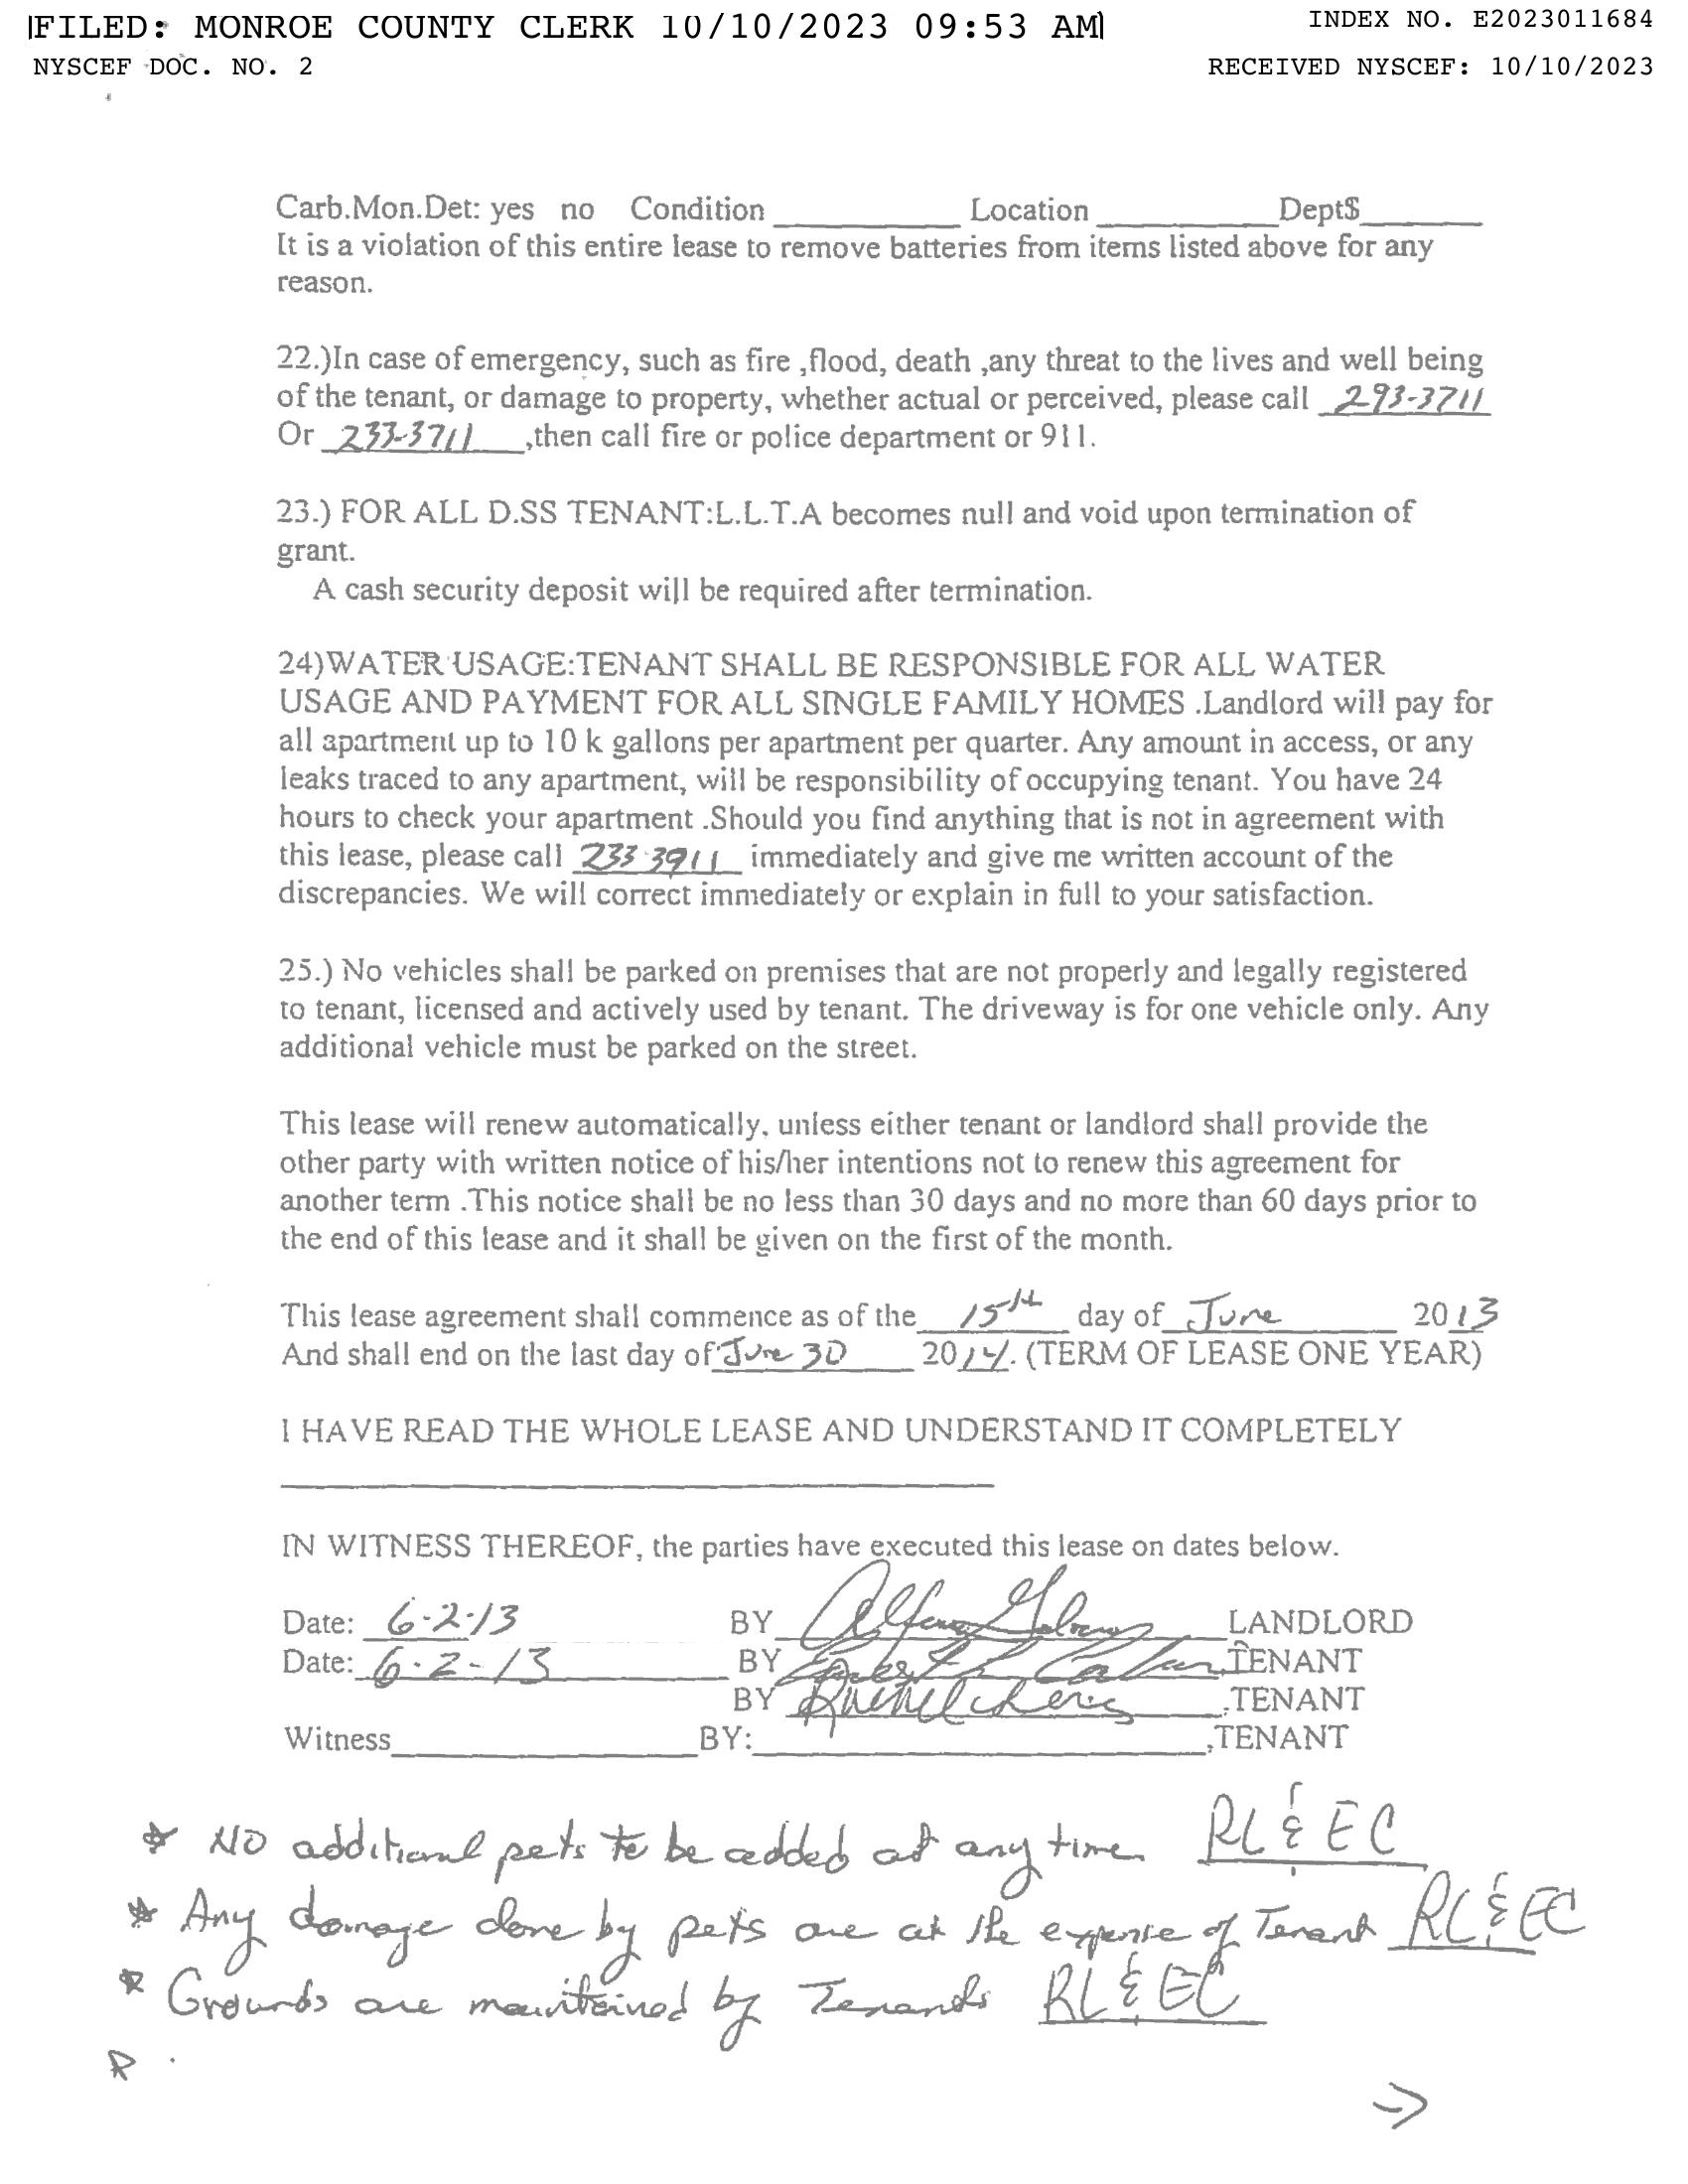 FILED: MONROE COUNTY CLERK 10/10/2023 09:53 AM
INDEX NO. E2023011684
NYSCEF DOC. NO. 2
RECEIVED NYSCEF: 10/10/2023
Carb.Mon.Det: yes no Condition Location Dept$
It is a violation of this entire lease to remove batteries from items listed above for any
reason.
22.)In case of emergency, such as fire ,flood, death ,any threat to the lives and well being
of the tenant, or damage to property, whether actual or perceived, please call 293-3711
Or 233-3711 ,then call fire or police department or 911.
23.) FOR ALL D.SS TENANT:L.L.T.A becomes null and void upon termination of
grant.
A cash security deposit will be required after termination.
24)WATER USAGE:TENANT SHALL BE RESPONSIBLE FOR ALL WATER
USAGE AND PAYMENT FOR ALL SINGLE FAMILY HOMES .Landlord will pay for
all apartment up to 10 k gallons per apartment per quarter. Any amount in access, or any
leaks traced to any apartment, will be responsibility of occupying tenant. You have 24
hours to check your apartment .Should you find anything that is not in agreement with
this lease, please call 233-3911 immediately and give me written account of the
discrepancies. We will correct immediately or explain in full to your satisfaction.
25.) No vehicles shall be parked on premises that are not properly and legally registered
to tenant, licensed and actively used by tenant. The driveway is for one vehicle only. Any
additional vehicle must be parked on the street.
This lease will renew automatically, unless either tenant or landlord shall provide the
other party with written notice of his/her intentions not to renew this agreement for
another term .This notice shall be no less than 30 days and no more than 60 days prior to
the end of this lease and it shall be given on the first of the month.
This lease agreement shall commence as of the 15th day of June 2013
And shall end on the last day of June 30 2014. (TERM OF LEASE ONE YEAR)
I HAVE READ THE WHOLE LEASE AND UNDERSTAND IT COMPLETELY
IN WITNESS THEREOF, the parties have executed this lease on dates below.
Date: 6-2-13 BY LANDLORD
Date: 6-2-13 BY ,TENANT
BY ,TENANT
Witness BY: ,TENANT
* NO additional pets to be added at any time RL & EC
* Any damage done by pets are at the expense of Tenant RL & EC
* Grounds are maintained by Tenants RL & EC
* .
→